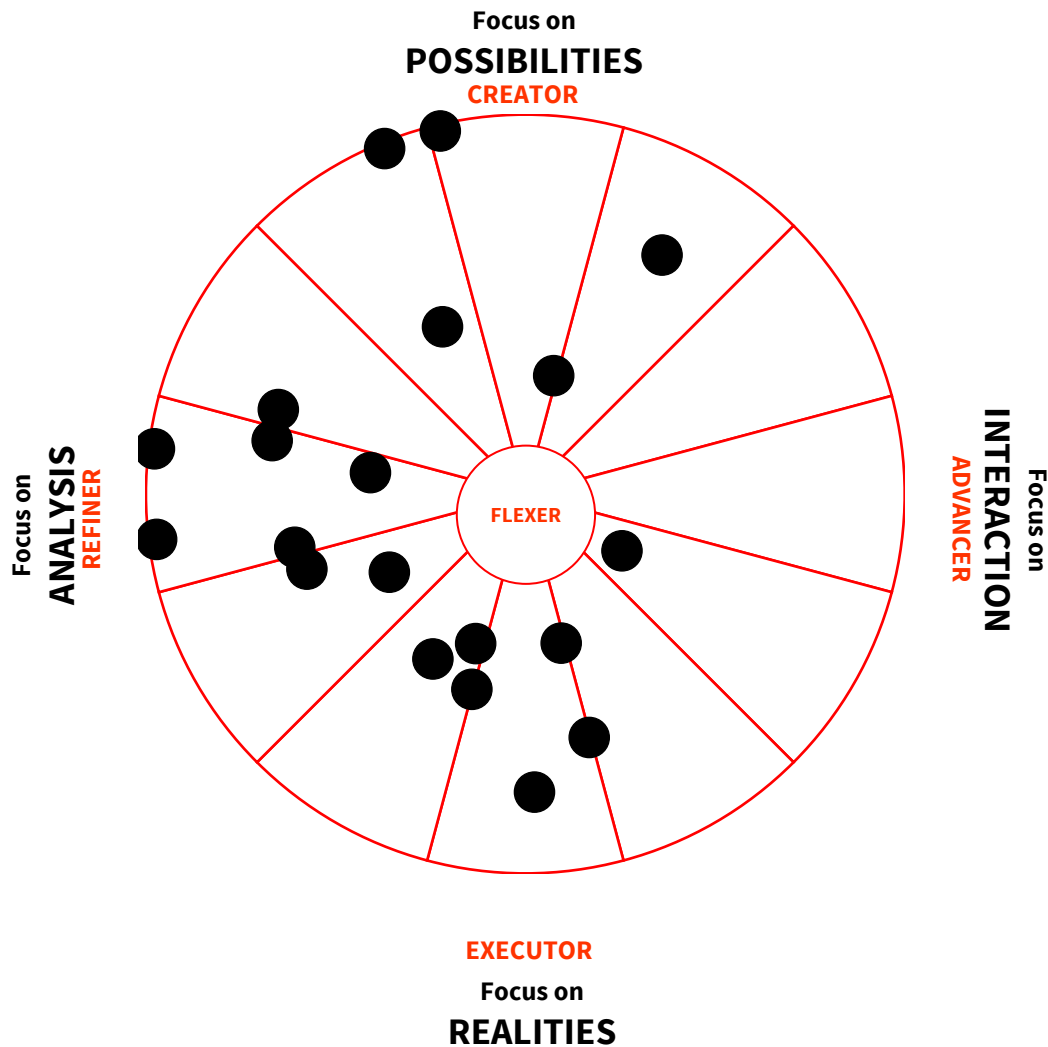 Focus on
POSSIBILITIES
CREATOR
Focus on
ANALYSIS
REFINER
FLEXER
ADVANCER
INTERACTION
Focus on
EXECUTOR
Focus on
REALITIES